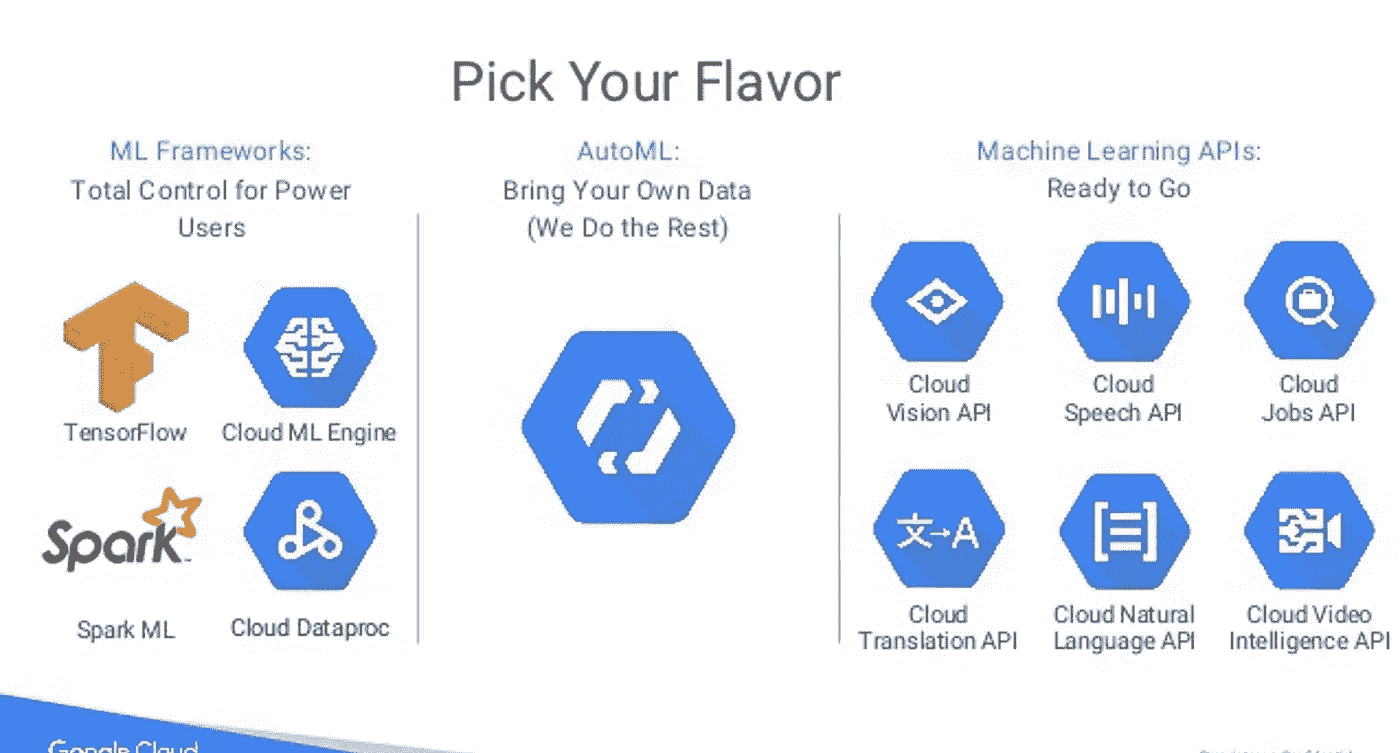 Pick Your Flavor
ML Frameworks:
Total Control for Power
Users
TensorFlow
Cloud ML Engine
Spark
Spark ML
Cloud Dataproc
AutoML:
Bring Your Own Data
(We Do the Rest)
Machine Learning APIs:
Ready to Go
Cloud
Vision API
Cloud
Speech API
Cloud
Jobs API
文→A
Cloud
Translation API
Cloud Natural
Language API
Cloud Video
Intelligence API
Google Cloud